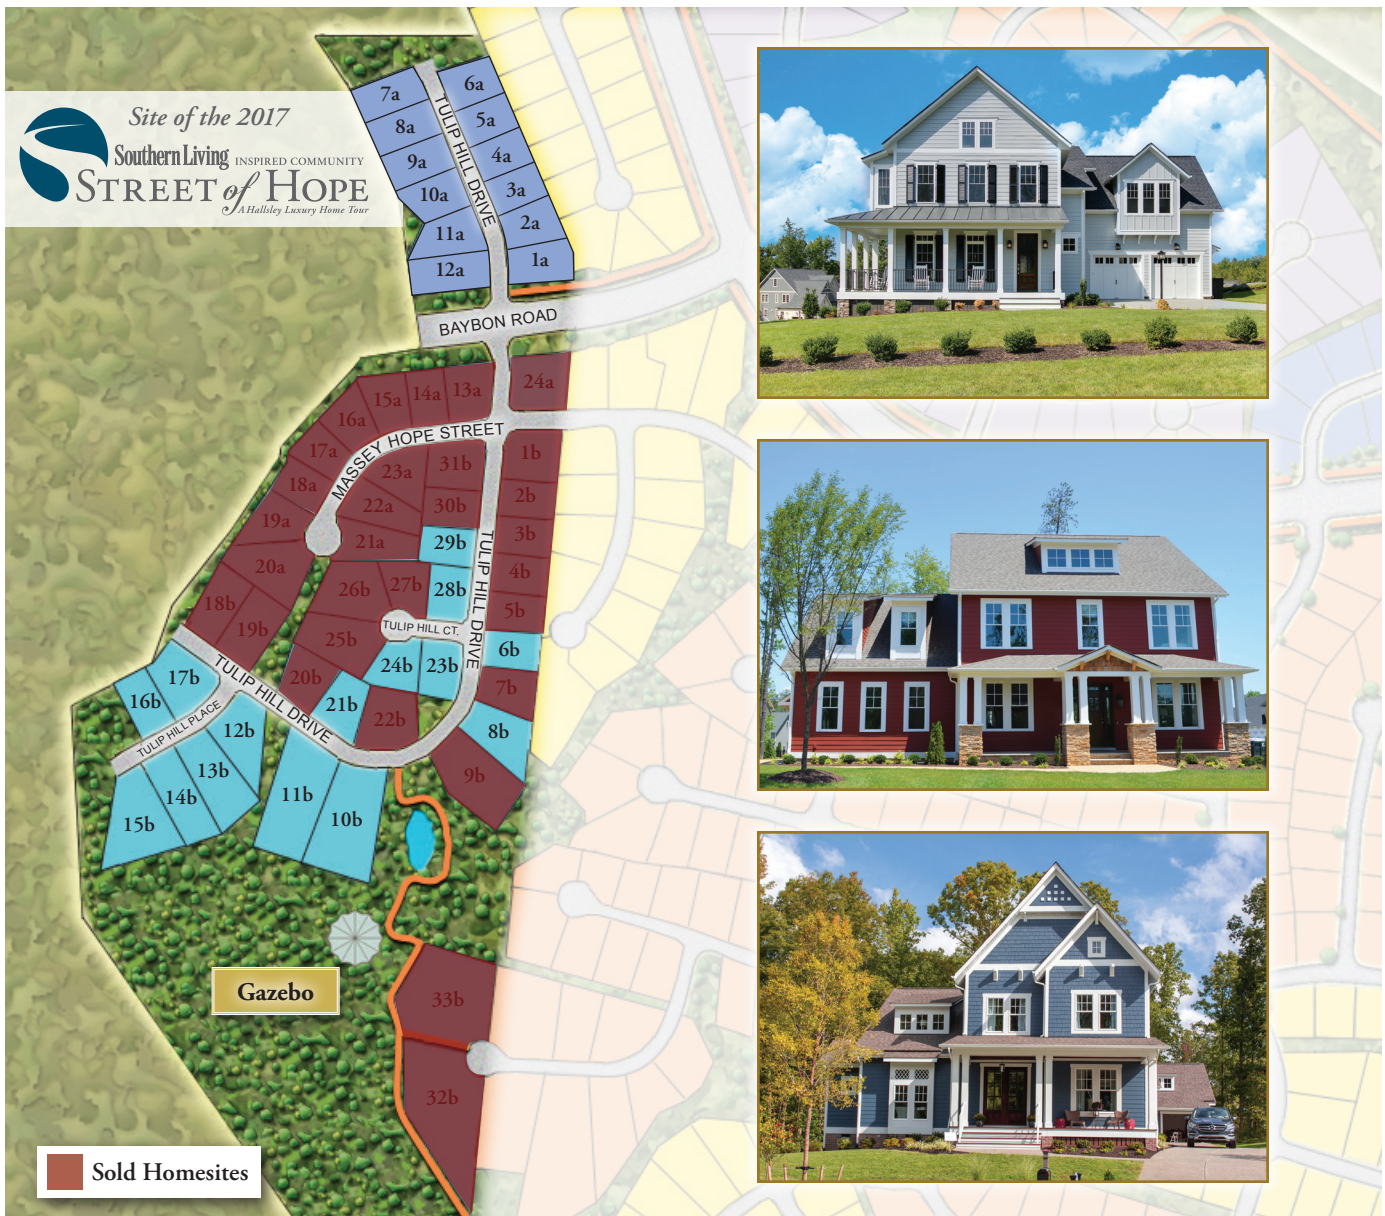 Site of the 2017
Southern Living INSPIRED COMMUNITY
STREET of HOPE
A Hallsley Luxury Home Tour
7a
6a
8a
5a
9a
4a
10a
3a
11a
2a
12a
1a
TULIP HILL DRIVE
BAYBON ROAD
24a
13a
14a
15a
16a
17a
18a
19a
20a
MASSEY HOPE STREET
23a
22a
21a
31b
30b
29b
28b
27b
26b
25b
1b
2b
3b
4b
5b
6b
7b
8b
9b
TULIP HILL DRIVE
TULIP HILL CT.
24b
23b
22b
21b
20b
19b
18b
TULIP HILL DRIVE
17b
16b
TULIP HILL PLACE
12b
13b
14b
15b
11b
10b
Gazebo
33b
32b
Sold Homesites